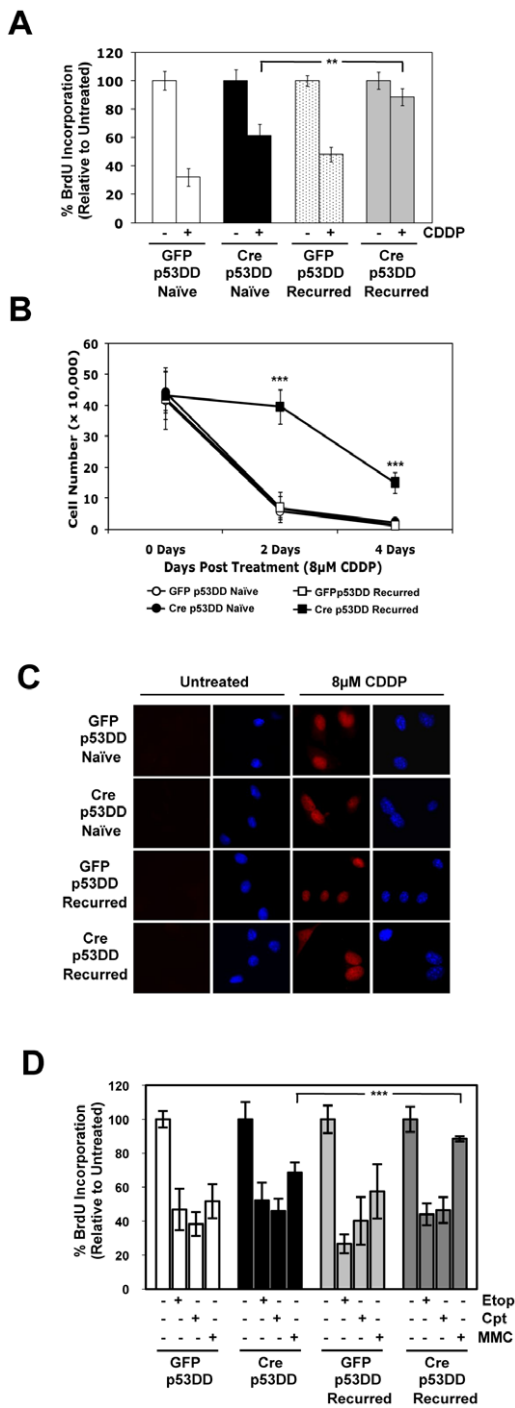 A
% BrdU Incorporation
(Relative to Untreated)
120
100
80
60
40
20
0
**
- + - + - + - + CDDP
GFP
p53DD
Naïve
Cre
p53DD
Naïve
GFP
p53DD
Recurred
Cre
p53DD
Recurred
B
Cell Number (x 10,000)
60
50
40
30
20
10
0
***
***
0 Days 2 Days 4 Days
Days Post Treatment (8µM CDDP)
GFP p53DD Naïve
GFPp53DD Recurred
Cre p53DD Naïve
Cre p53DD Recurred
C
Untreated 8µM CDDP
GFP
p53DD
Naïve
Cre
p53DD
Naïve
GFP
p53DD
Recurred
Cre
p53DD
Recurred
D
% BrdU Incorporation
(Relative to Untreated)
120
100
80
60
40
20
0
***
- + - - - + - - - + - - - + - - Etop
- - + - - - + - - - + - - - + - Cpt
- - - + - - - + - - - + - - - + MMC
GFP
p53DD
Cre
p53DD
GFP
p53DD
Recurred
Cre
p53DD
Recurred